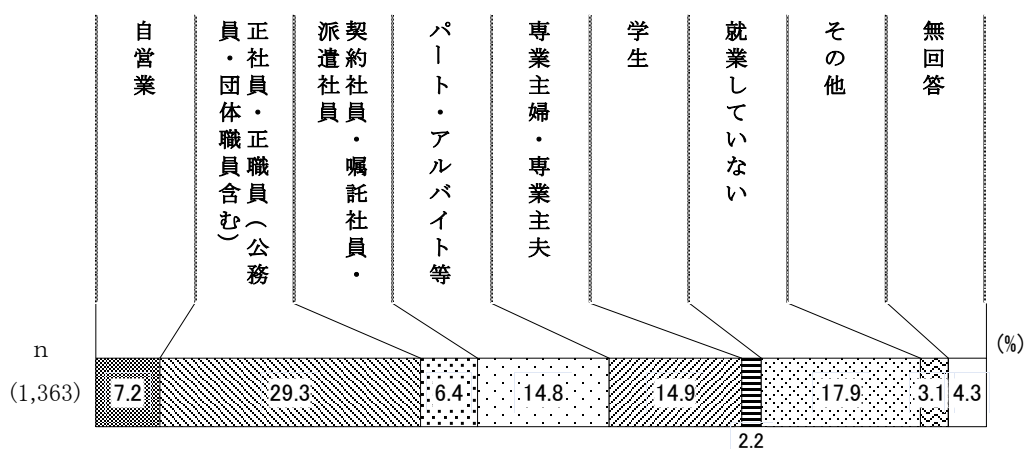 自営業
正社員・正職員（公務
員・団体職員含む）
契約社員・嘱託社員・
派遣社員
パート・アルバイト等
専業主婦・専業主夫
学生
就業していない
その他
無回答
(%)
n
(1,363)
7.2
29.3
6.4
14.8
14.9
2.2
17.9
3.1
4.3